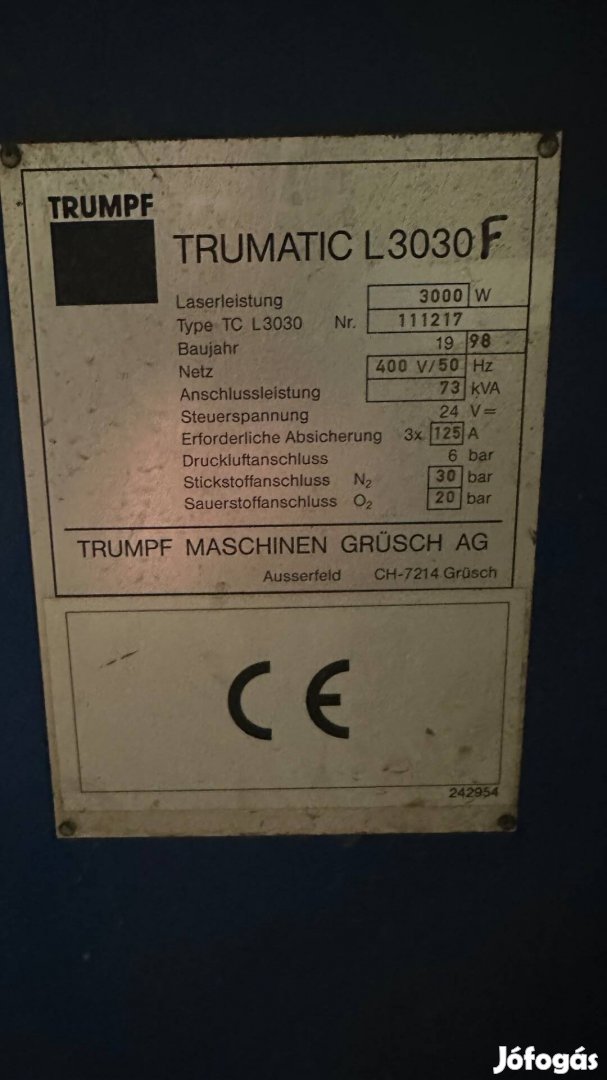 TRUMPF
TRUMATIC L3030 F
Laserleistung 3000 W
Type TC L3030 Nr. 111217
Baujahr 19 98
Netz 400 V/50 Hz
Anschlussleistung 73 kVA
Steuerspannung 24 V=
Erforderliche Absicherung 3x 125 A
Druckluftanschluss 6 bar
Stickstoffanschluss N₂ 30 bar
Sauerstoffanschluss O₂ 20 bar
TRUMPF MASCHINEN GRÜSCH AG
Ausserfeld CH-7214 Grüsch
CE
242954
Jófogás